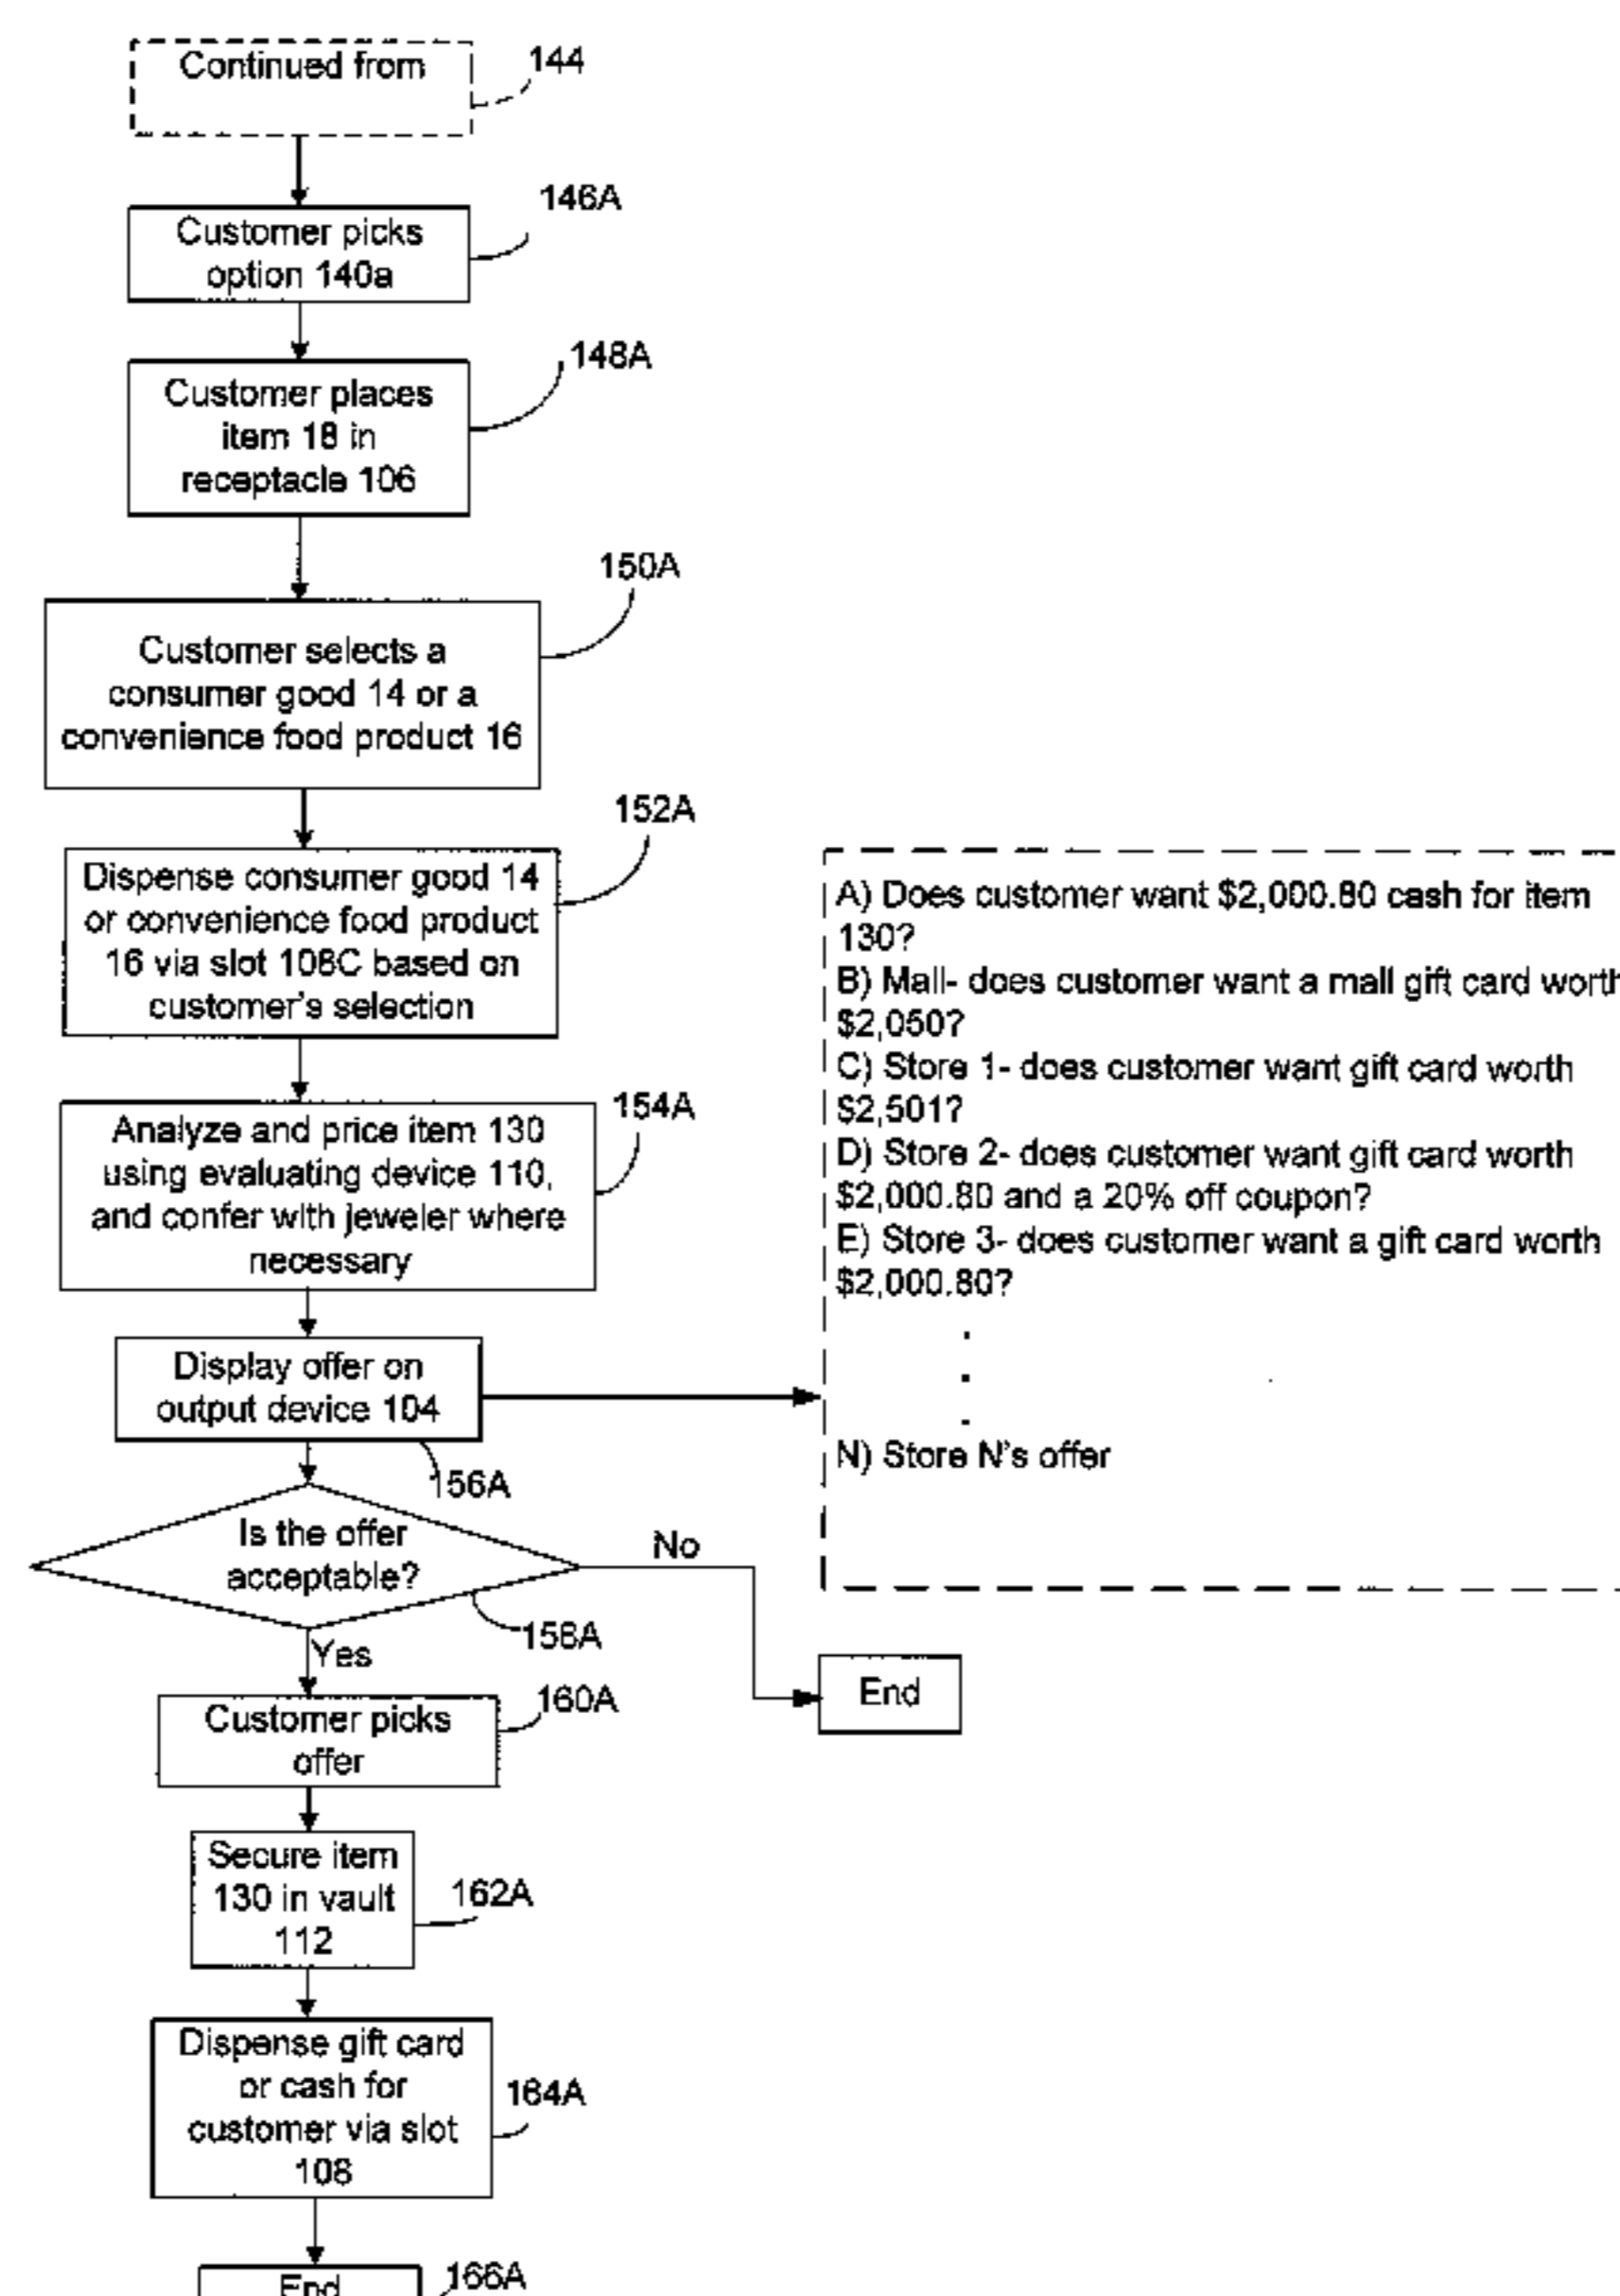 Continued from
144
146A
Customer picks
option 140a
148A
Customer places
item 18 in
receptacle 106
150A
Customer selects a
consumer good 14 or a
convenience food product 16
152A
Dispense consumer good 14
or convenience food product
16 via slot 108C based on
customer's selection
154A
Analyze and price item 130
using evaluating device 110,
and confer with jeweler where
necessary
Display offer on
output device 104
156A
A) Does customer want $2,000.80 cash for item
130?
B) Mall- does customer want a mall gift card worth
$2,050?
C) Store 1- does customer want gift card worth
$2,501?
D) Store 2- does customer want gift card worth
$2,000.80 and a 20% off coupon?
E) Store 3- does customer want a gift card worth
$2,000.80?
.
.
.
N) Store N's offer
Is the offer
acceptable?
No
158A
Yes
End
160A
Customer picks
offer
Secure item
130 in vault
112
162A
Dispense gift card
or cash for
customer via slot
108
164A
End
166A